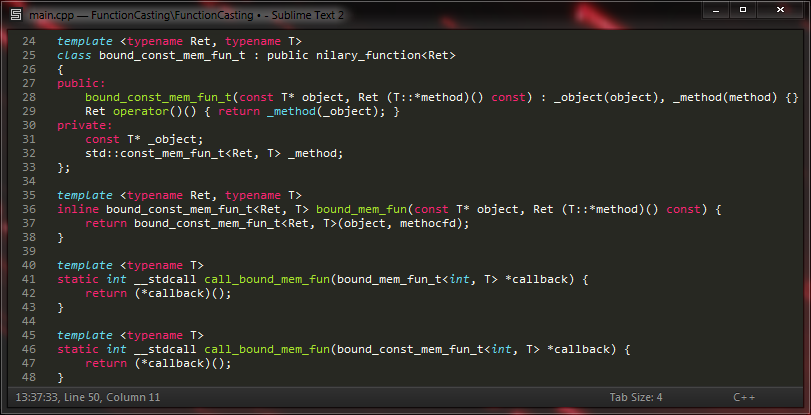 main.cpp — FunctionCasting\FunctionCasting • - Sublime Text 2
24 template <typename Ret, typename T>
25 class bound_const_mem_fun_t : public nilary_function<Ret>
26 {
27 public:
28 bound_const_mem_fun_t(const T* object, Ret (T::*method)() const) : _object(object), _method(method) {}
29 Ret operator()() { return _method(_object); }
30 private:
31 const T* _object;
32 std::const_mem_fun_t<Ret, T> _method;
33 };
34
35 template <typename Ret, typename T>
36 inline bound_const_mem_fun_t<Ret, T> bound_mem_fun(const T* object, Ret (T::*method)() const) {
37 return bound_const_mem_fun_t<Ret, T>(object, methocfd);
38 }
39
40 template <typename T>
41 static int __stdcall call_bound_mem_fun(bound_mem_fun_t<int, T> *callback) {
42 return (*callback)();
43 }
44
45 template <typename T>
46 static int __stdcall call_bound_mem_fun(bound_const_mem_fun_t<int, T> *callback) {
47 return (*callback)();
48 }
13:37:33, Line 50, Column 11 Tab Size: 4 C++